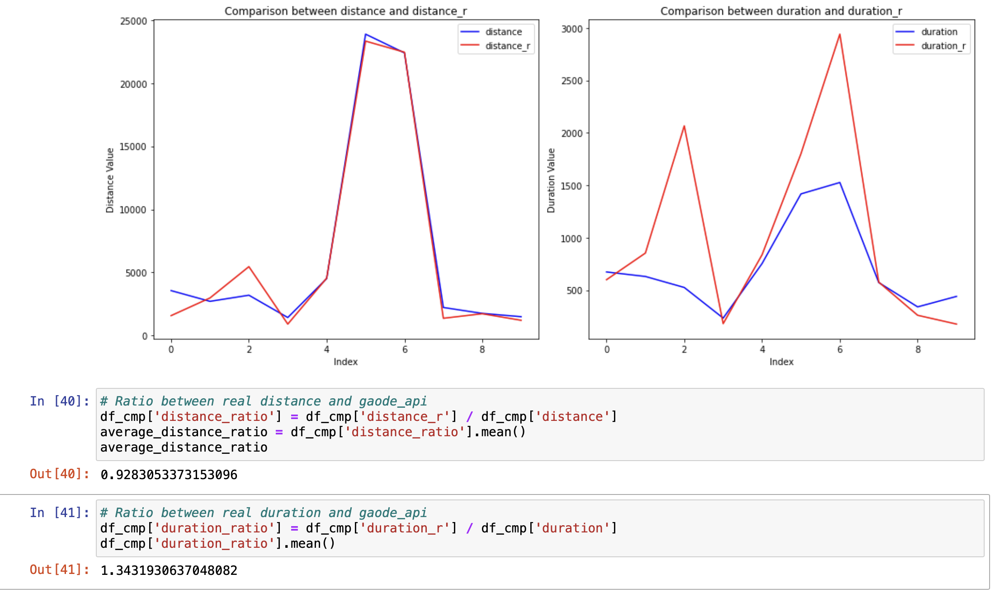 Comparison between distance and distance_r
25000
20000
15000
10000
5000
0
Distance Value
distance
distance_r
0 2 4 6 8
Index
Comparison between duration and duration_r
3000
2500
2000
1500
1000
500
Duration Value
duration
duration_r
0 2 4 6 8
Index
In [40]: # Ratio between real distance and gaode_api
df_cmp['distance_ratio'] = df_cmp['distance_r'] / df_cmp['distance']
average_distance_ratio = df_cmp['distance_ratio'].mean()
average_distance_ratio
Out[40]: 0.9283053373153096
In [41]: # Ratio between real duration and gaode_api
df_cmp['duration_ratio'] = df_cmp['duration_r'] / df_cmp['duration']
df_cmp['duration_ratio'].mean()
Out[41]: 1.3431930637048082